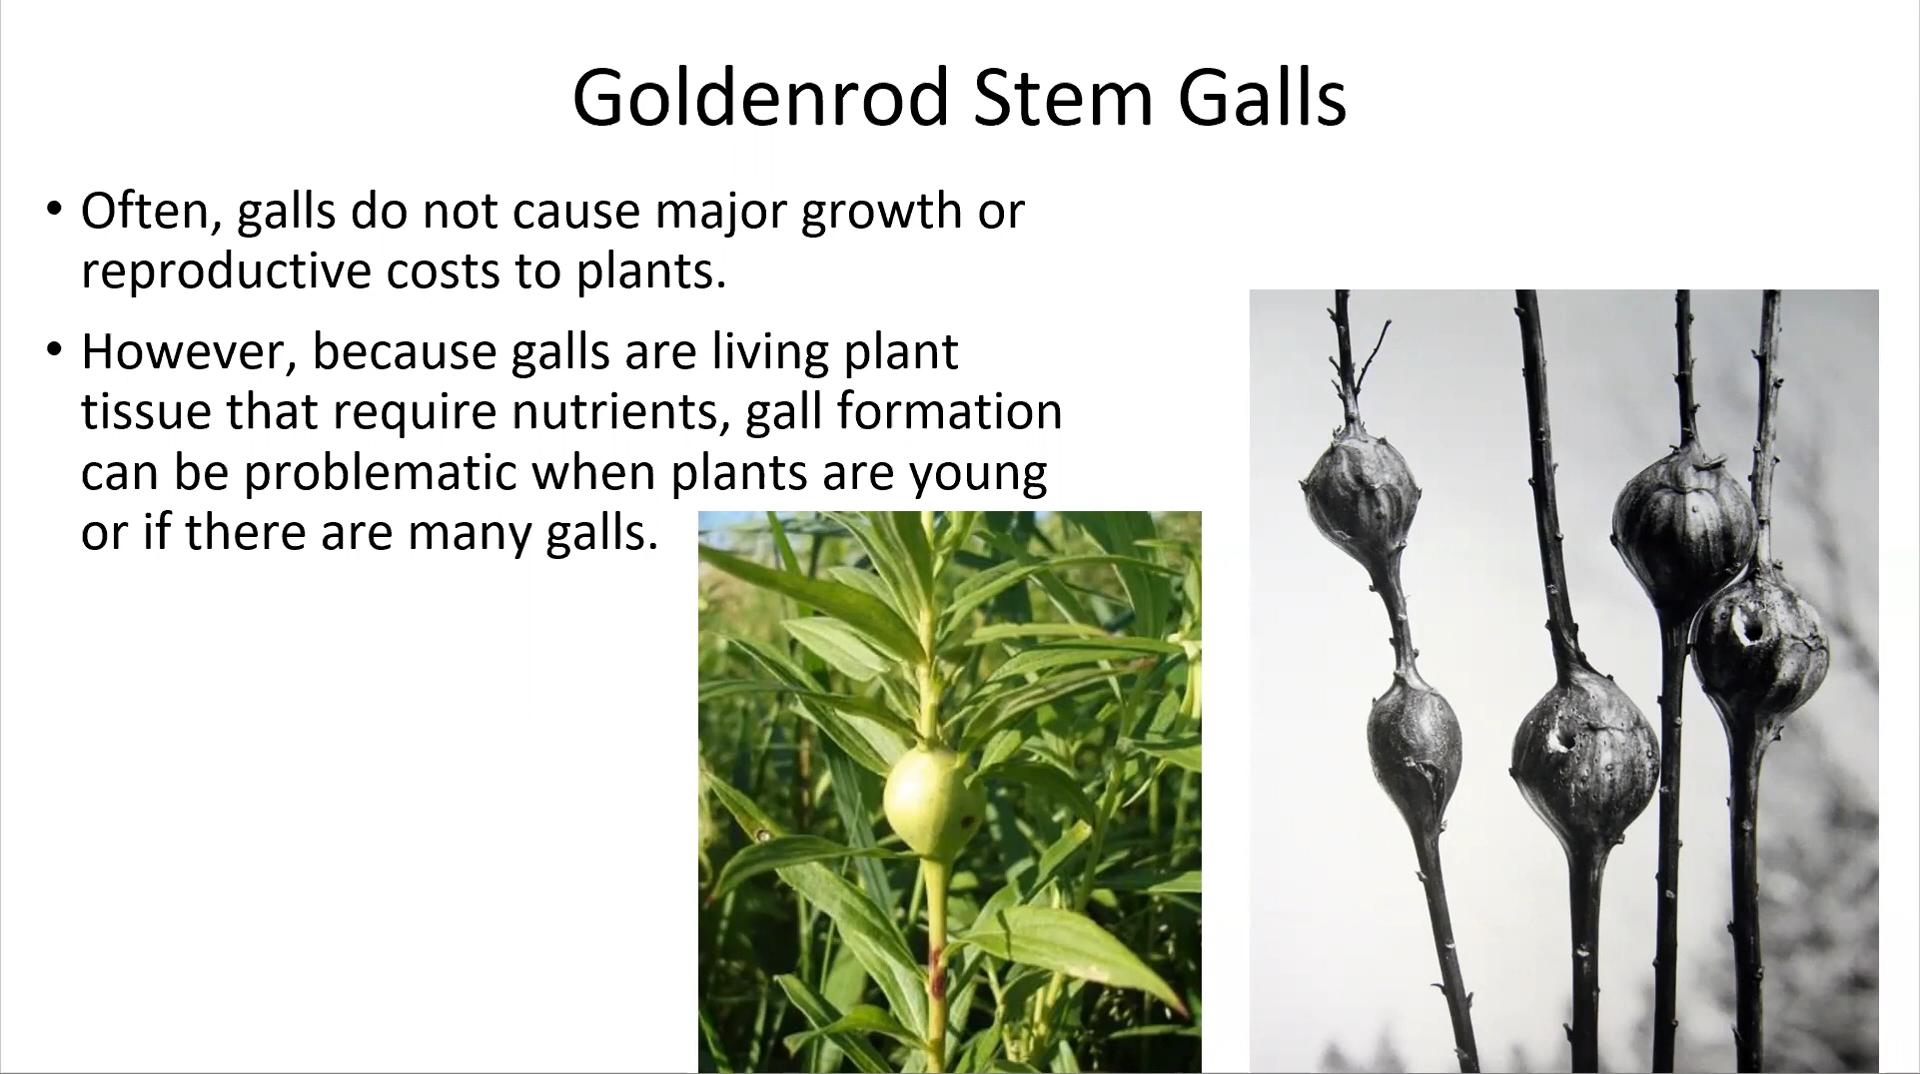 Goldenrod Stem Galls
• Often, galls do not cause major growth or
reproductive costs to plants.
• However, because galls are living plant
tissue that require nutrients, gall formation
can be problematic when plants are young
or if there are many galls.